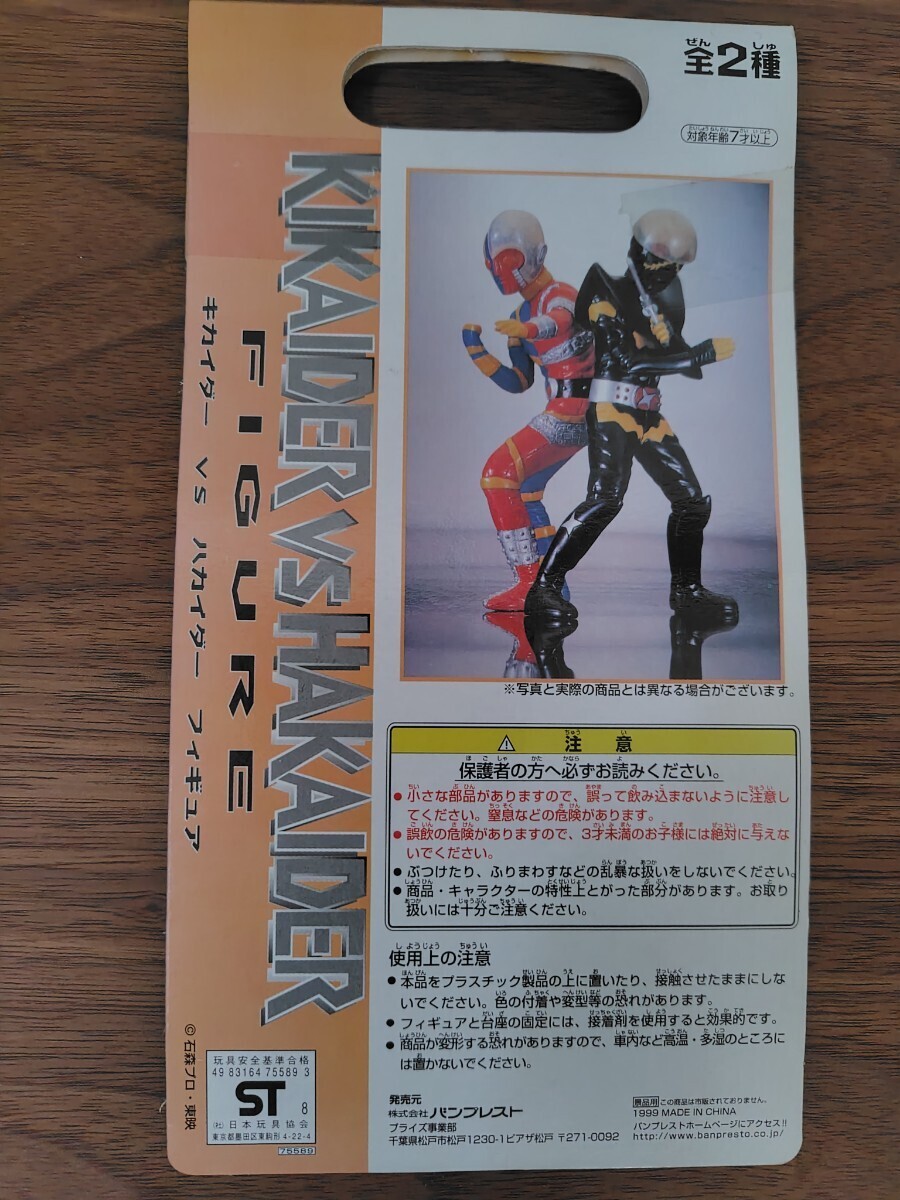 全2種
対象年齢7才以上
KIKAIDER VS HAKAIDER
FIGURE
キカイダー VS ハカイダー フィギュア
※写真と実際の商品とは異なる場合がございます。
⚠ 注 意
保護者の方へ必ずお読みください。
●小さな部品がありますので、誤って飲み込まないように注意し
てください。窒息などの危険があります。
●誤飲の危険がありますので、3才未満のお子様には絶対に与えな
いでください。
●ぶつけたり、ふりまわすなどの乱暴な扱いをしないでください。
●商品・キャラクターの特性上とがった部分があります。お取り
扱いには十分ご注意ください。
使用上の注意
●本品をプラスチック製品の上に置いたり、接触させたままにしな
いでください。色の付着や変型等の恐れがあります。
●フィギュアと台座の固定には、接着剤を使用すると効果的です。
●商品が変形する恐れがありますので、車内など高温・多湿のところに
は置かないでください。
©石森プロ・東映
玩具安全基準合格
49 83164 75589 3
ST
8
(社)日本玩具協会
東京都墨田区東駒形4-22-4
75589
発売元
株式会社バンプレスト
プライズ事業部
千葉県松戸市松戸1230-1ピアザ松戸 〒271-0092
景品用 この商品は市販されておりません。
1999 MADE IN CHINA
バンプレストホームページにアクセス!!
http://www.banpresto.co.jp/